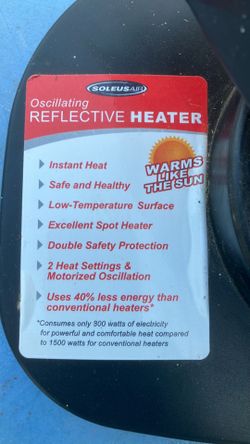 SOLEUSAIR
Oscillating
REFLECTIVE HEATER
Instant Heat
WARMS
LIKE
THE SUN
Safe and Healthy
Low-Temperature Surface
Excellent Spot Heater
Double Safety Protection
2 Heat Settings &
Motorized Oscillation
Uses 40% less energy than
conventional heaters*
*Consumes only 900 watts of electricity
for powerful and comfortable heat compared
to 1500 watts for conventional heaters